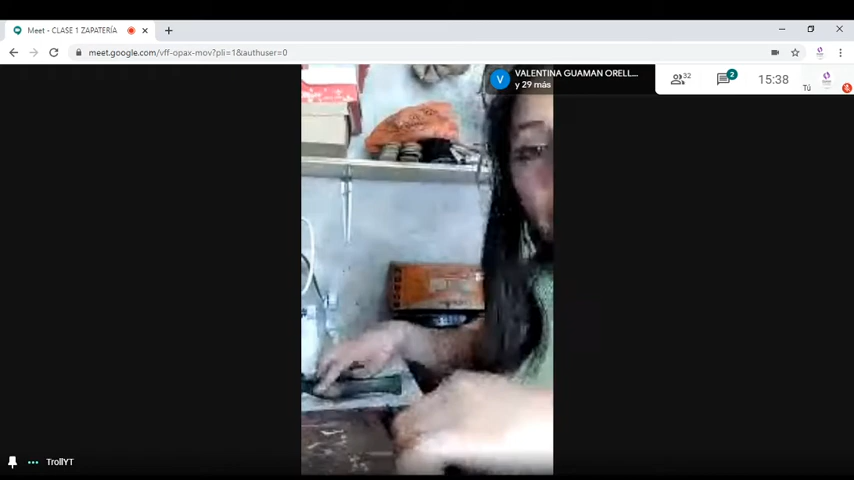 Meet - CLASE 1 ZAPATERÍA
meet.google.com/vff-opax-mov?pli=1&authuser=0
V
VALENTINA GUAMAN ORELL...
y 29 más
32
2
15:38
Tú
TrollYT